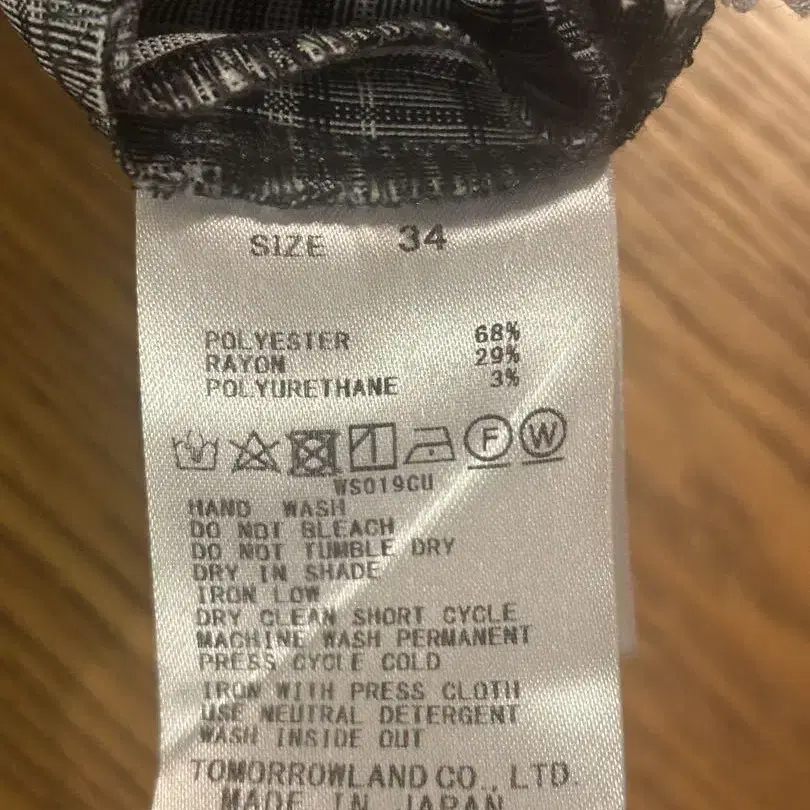 SIZE 34
POLYESTER 68%
RAYON 29%
POLYURETHANE 3%
F W
WS019CU
HAND WASH
DO NOT BLEACH
DO NOT TUMBLE DRY
DRY IN SHADE
IRON LOW
DRY CLEAN SHORT CYCLE
MACHINE WASH PERMANENT
PRESS CYCLE COLD
IRON WITH PRESS CLOTH
USE NEUTRAL DETERGENT
WASH INSIDE OUT
TOMORROWLAND CO., LTD.
MADE IN JAPAN